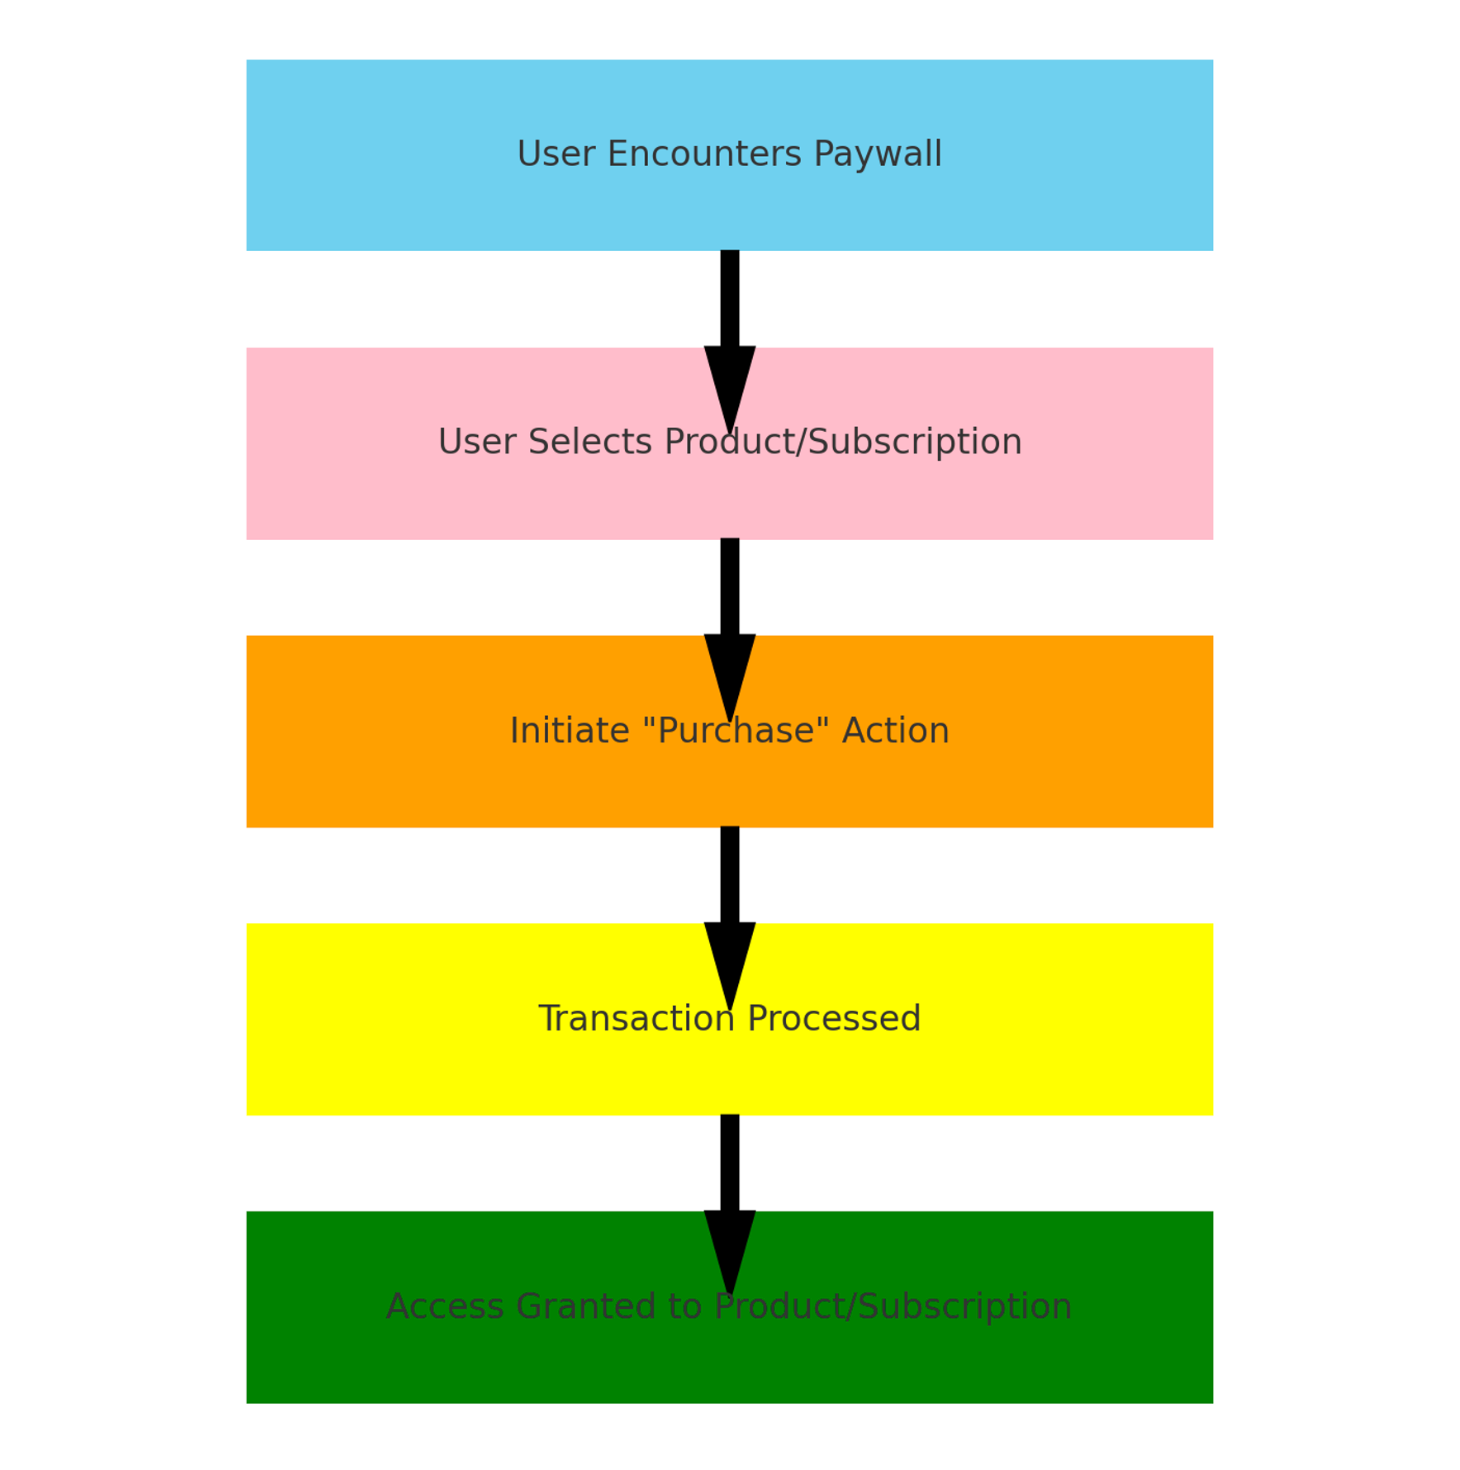 User Encounters Paywall
User Selects Product/Subscription
Initiate "Purchase" Action
Transaction Processed
Access Granted to Product/Subscription